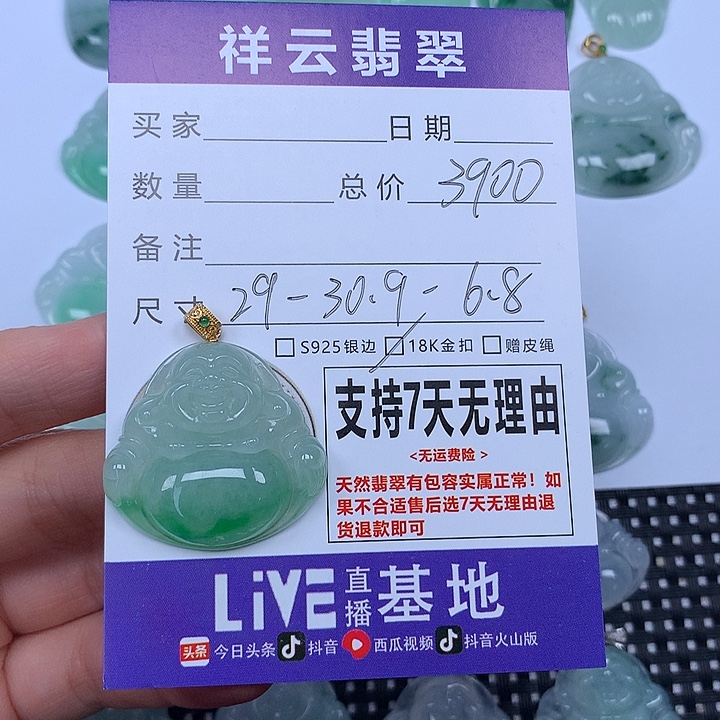 祥云翡翠
买家 日期
数量 总价 3900
备注
尺寸 29-30.9-6.8
S925银边 18K金扣 赠皮绳
支持7天无理由
<无运费险>
天然翡翠有包容实属正常！如
果不合适售后选7天无理由退
货退款即可
LiVE直播基地
头条 今日头条 抖音 西瓜视频 抖音火山版